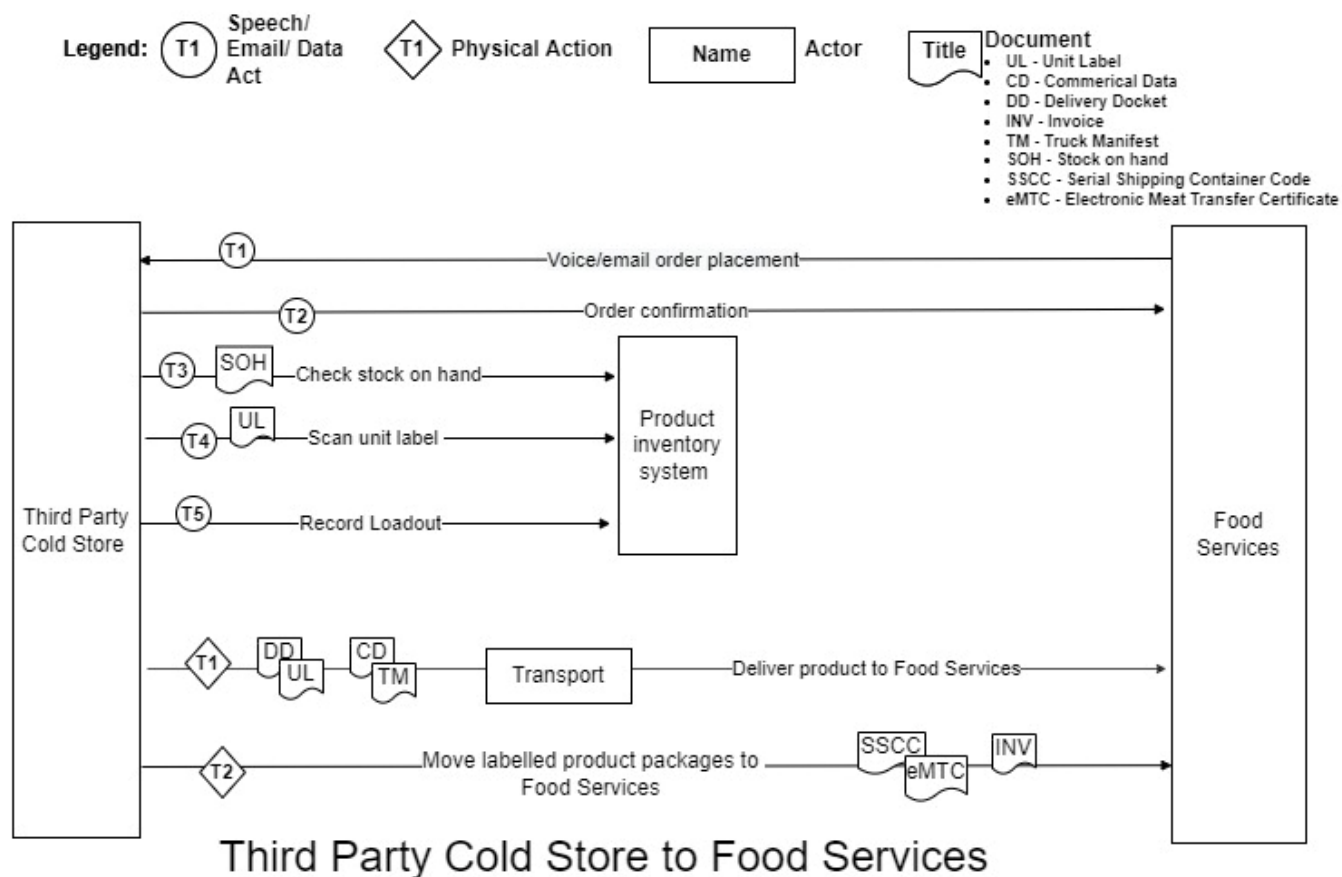 Legend:
T1
Speech/
Email/ Data
Act
T1
Physical Action
Name
Actor
Title
Document
UL - Unit Label
CD - Commerical Data
DD - Delivery Docket
INV - Invoice
TM - Truck Manifest
SOH - Stock on hand
SSCC - Serial Shipping Container Code
eMTC - Electronic Meat Transfer Certificate
T1
Voice/email order placement
T2
Order confirmation
T3
SOH
Check stock on hand
T4
UL
Scan unit label
Product
inventory
system
T5
Record Loadout
Third Party
Cold Store
Food
Services
T1
DD
UL
CD
TM
Transport
Deliver product to Food Services
T2
Move labelled product packages to
Food Services
SSCC
eMTC
INV
Third Party Cold Store to Food Services